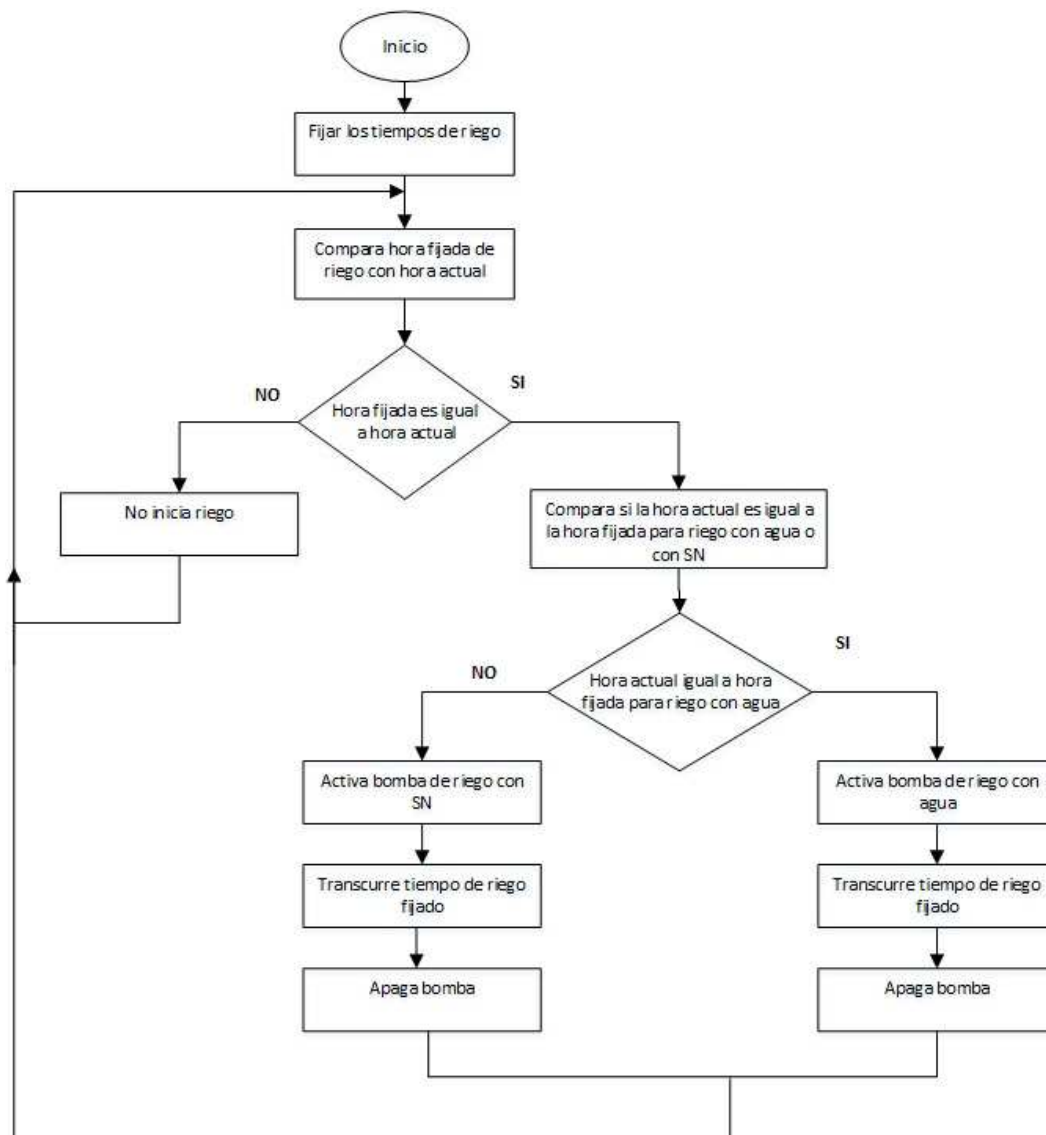 Inicio
Fijar los tiempos de riego
Compara hora fijada de
riego con hora actual
NO
SI
Hora fijada es igual
a hora actual
No inicia riego
Compara si la hora actual es igual a
la hora fijada para riego con agua o
con SN
NO
SI
Hora actual igual a hora
fijada para riego con agua
Activa bomba de riego con
SN
Activa bomba de riego con
agua
Transcurre tiempo de riego
fijado
Transcurre tiempo de riego
fijado
Apaga bomba
Apaga bomba